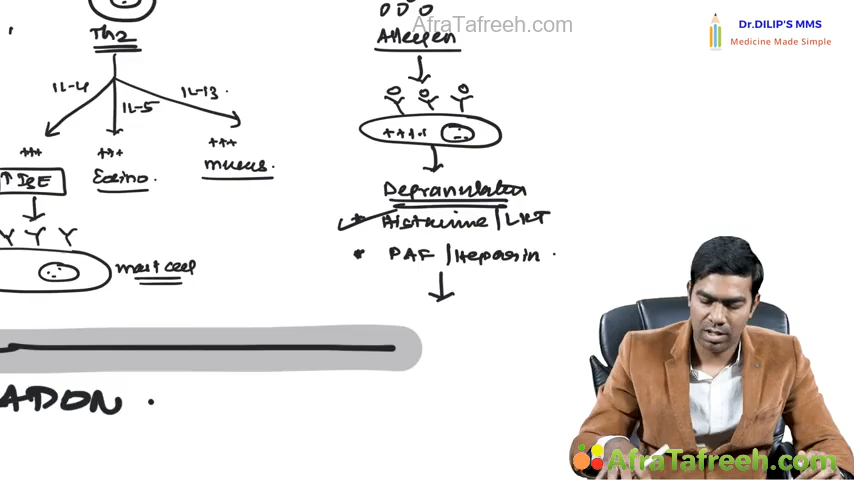 AfraTafreeh.com
Dr.DILIP'S MMS
Medicine Made Simple
Th2
IL-4
IL-5
IL-13
+++
+++
+++
↑ IgE
Eosino.
mucus.
mast cell
Allergen
++++
Degranulation
* Histamine / LKT
* PAF / Heparin.
ADON.
AfraTafreeh.com